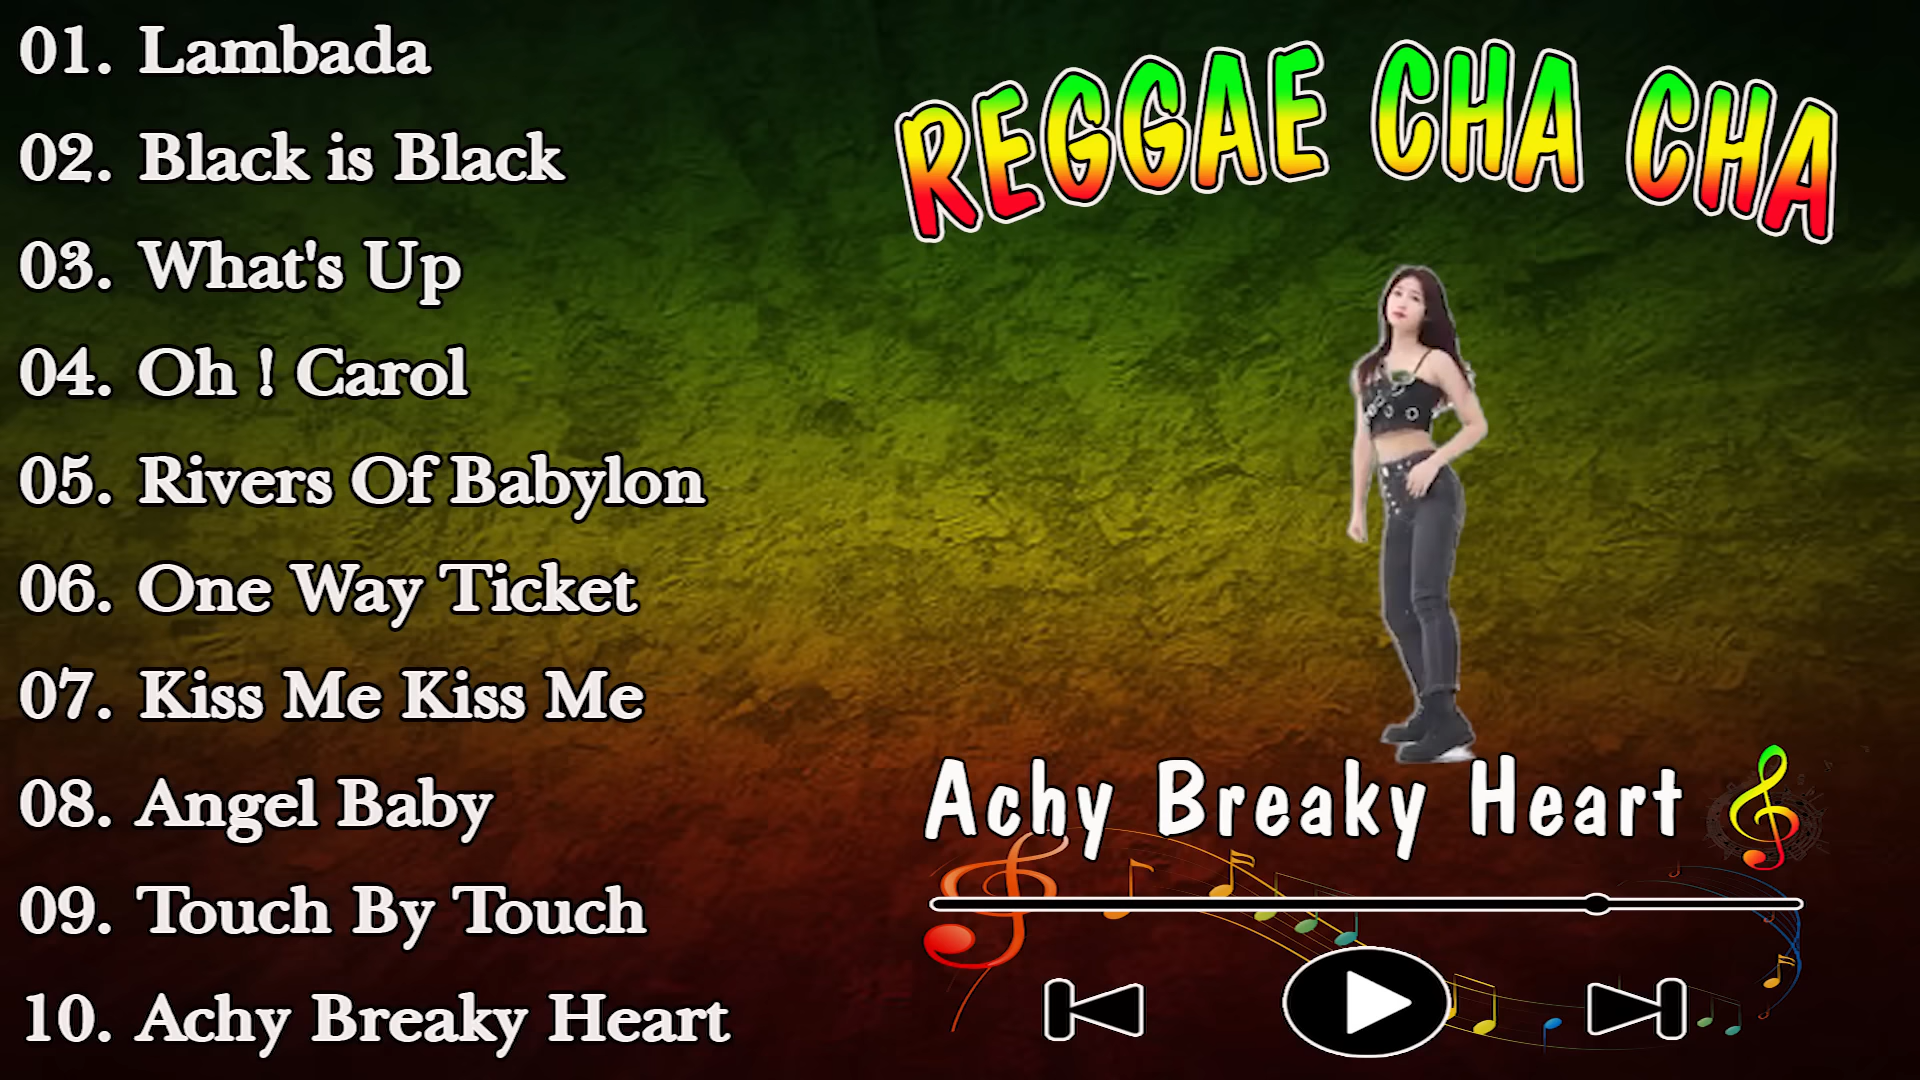 01. Lambada
02. Black is Black
03. What's Up
04. Oh ! Carol
05. Rivers Of Babylon
06. One Way Ticket
07. Kiss Me Kiss Me
08. Angel Baby
09. Touch By Touch
10. Achy Breaky Heart
REGGAE CHA CHA
Achy Breaky Heart